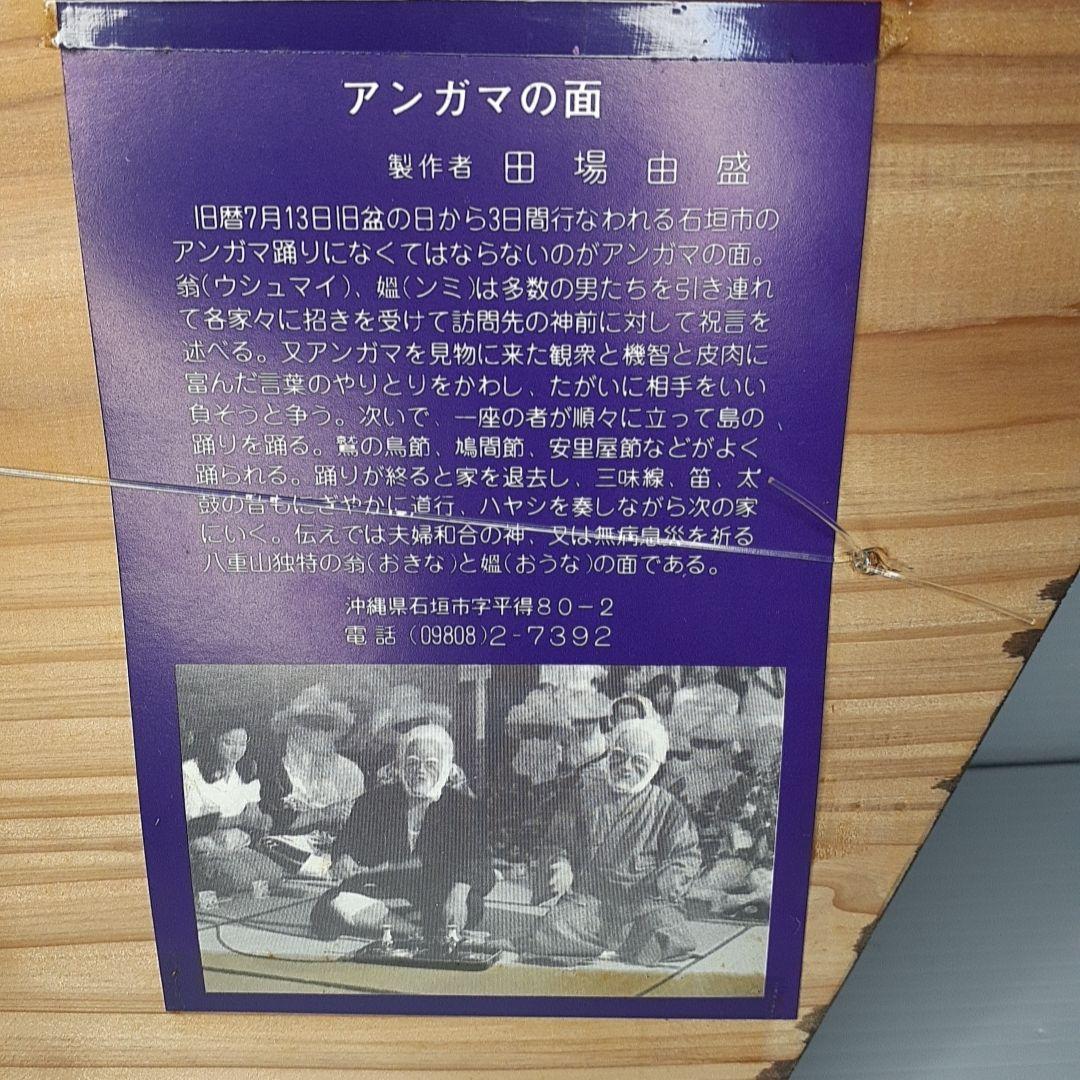 アンガマの面
製作者 田場由盛
旧暦7月13日旧盆の日から3日間行なわれる石垣市の
アンガマ踊りになくてはならないのがアンガマの面。
翁(ウシュマイ)、媼(ンミ)は多数の男たちを引き連れ
て各家々に招きを受けて訪問先の神前に対して祝言を
述べる。又アンガマを見物に来た観衆と機智と皮肉に
富んだ言葉のやりとりをかわし、たがいに相手をいい
負そうと争う。次いで、一座の者が順々に立って島の
踊りを踊る。鷲の鳥節、鳩間節、安里屋節などがよく
踊られる。踊りが終ると家を退去し、三味線、笛、太
鼓の音もにぎやかに道行、ハヤシを奏しながら次の家
にいく。伝えでは夫婦和合の神、又は無病息災を祈る
八重山独特の翁(おきな)と媼(おうな)の面である。
沖縄県石垣市字平得80-2
電話(09808)2-7392